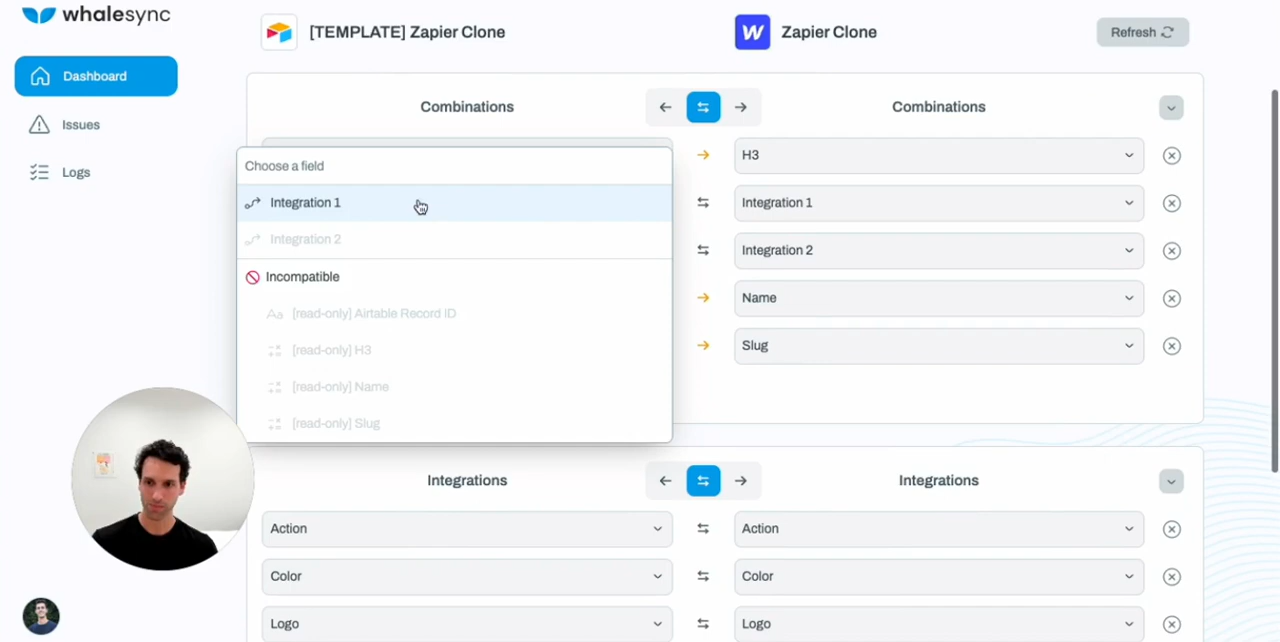 whalesync
[TEMPLATE] Zapier Clone
W
Zapier Clone
Refresh
Dashboard
Issues
Logs
Combinations
Combinations
Choose a field
Integration 1
Integration 2
Incompatible
Aa [read-only] Airtable Record ID
[read-only] H3
[read-only] Name
[read-only] Slug
H3
Integration 1
Integration 2
Name
Slug
Integrations
Integrations
Action
Action
Color
Color
Logo
Logo